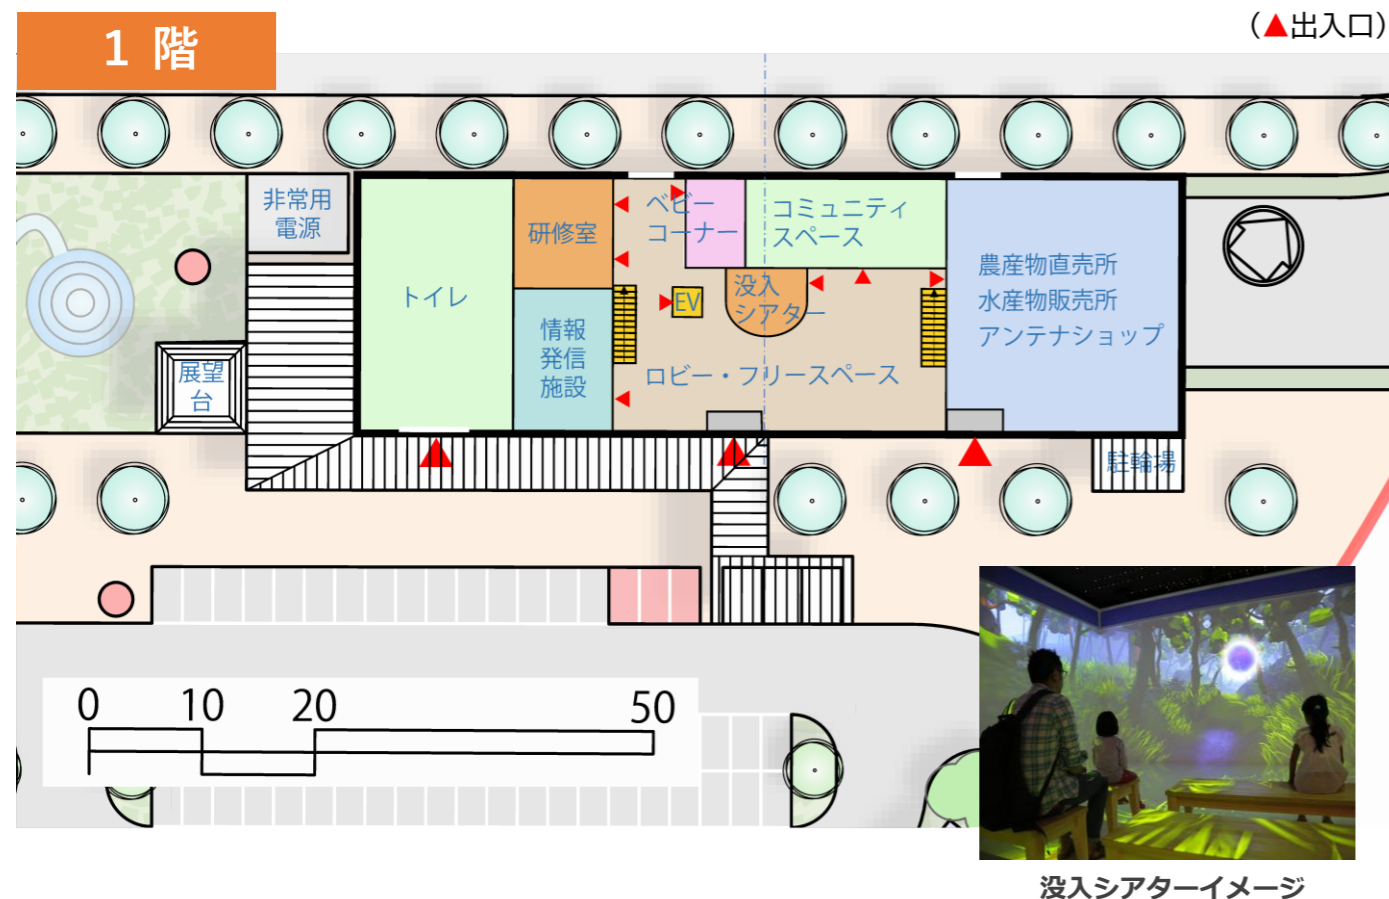 1 階
（▲出入口）
非常用
電源
ベビー
コーナー
コミュニティ
スペース
研修室
農産物直売所
水産物販売所
アンテナショップ
トイレ
EV
没入
シアター
情報
発信
施設
展望
台
ロビー・フリースペース
駐輪場
0 10 20 50
没入シアターイメージ